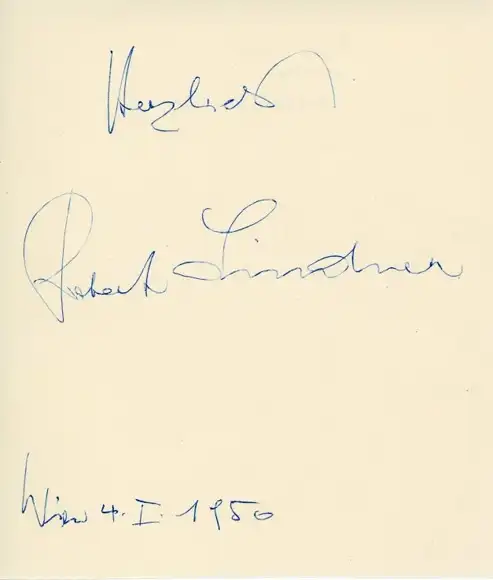 Herzlichst
Robert Lindner
Wien 4. I. 1950